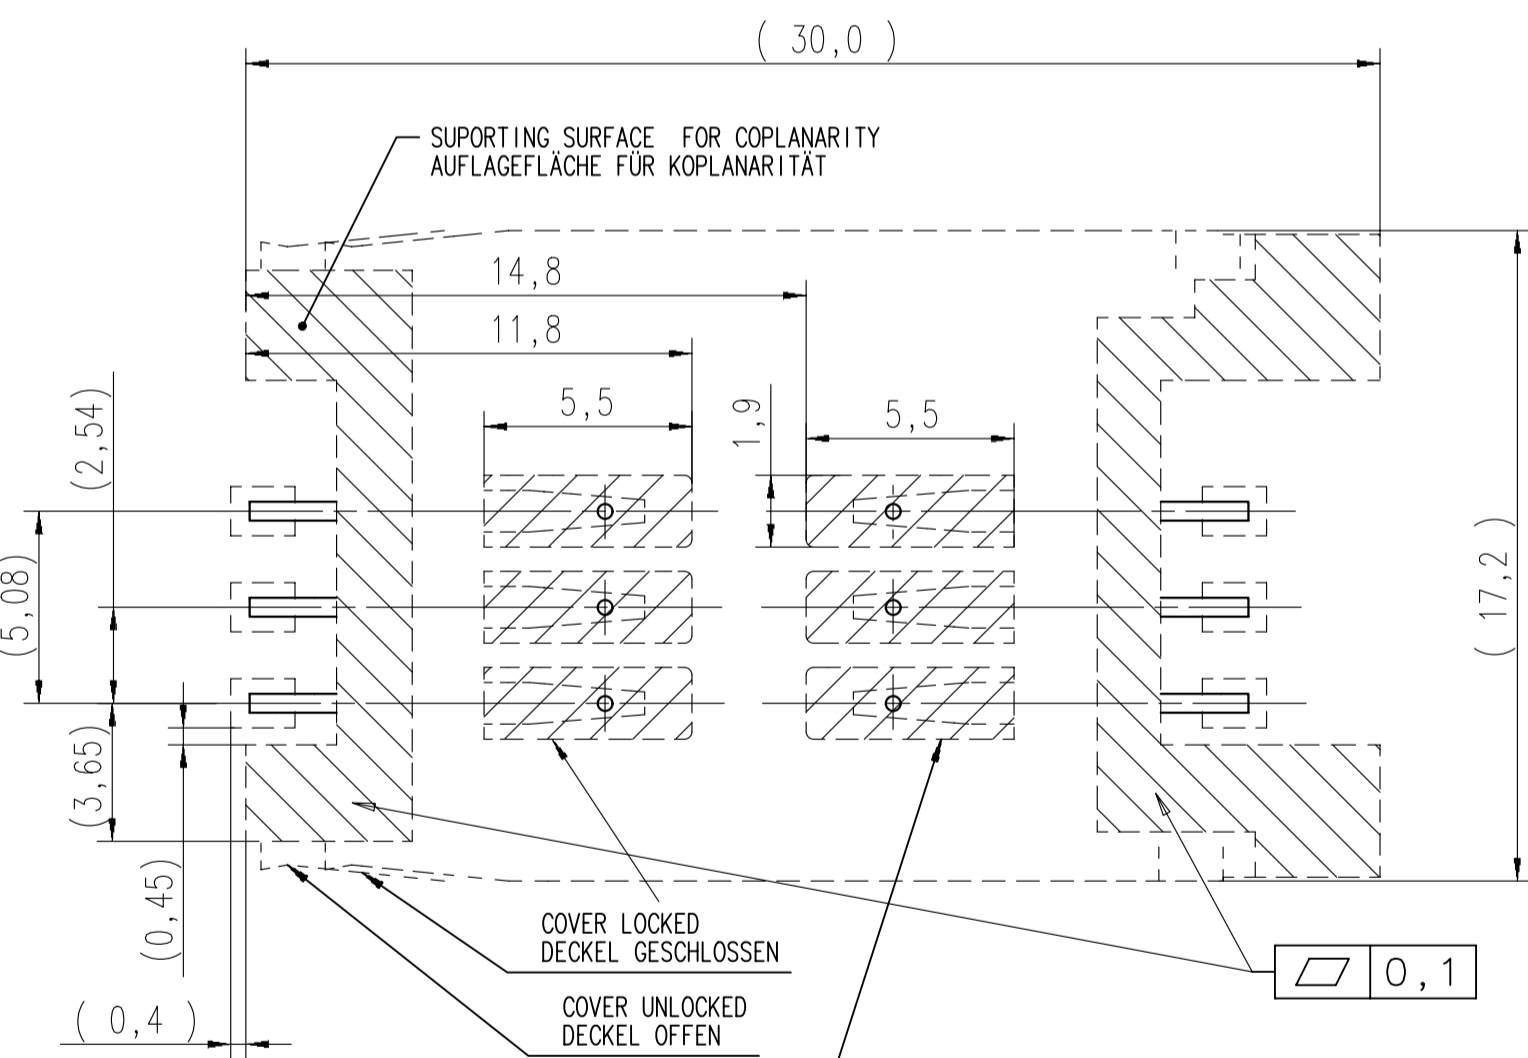 ( 30,0 )
SUPORTING SURFACE FOR COPLANARITY
AUFLAGEFLÄCHE FÜR KOPLANARITÄT
14,8
11,8
5,5
1,9
5,5
(2,54)
(5,08)
( 17,2 )
(3,65)
(0,45)
COVER LOCKED
DECKEL GESCHLOSSEN
0,1
COVER UNLOCKED
DECKEL OFFEN
( 0,4 )